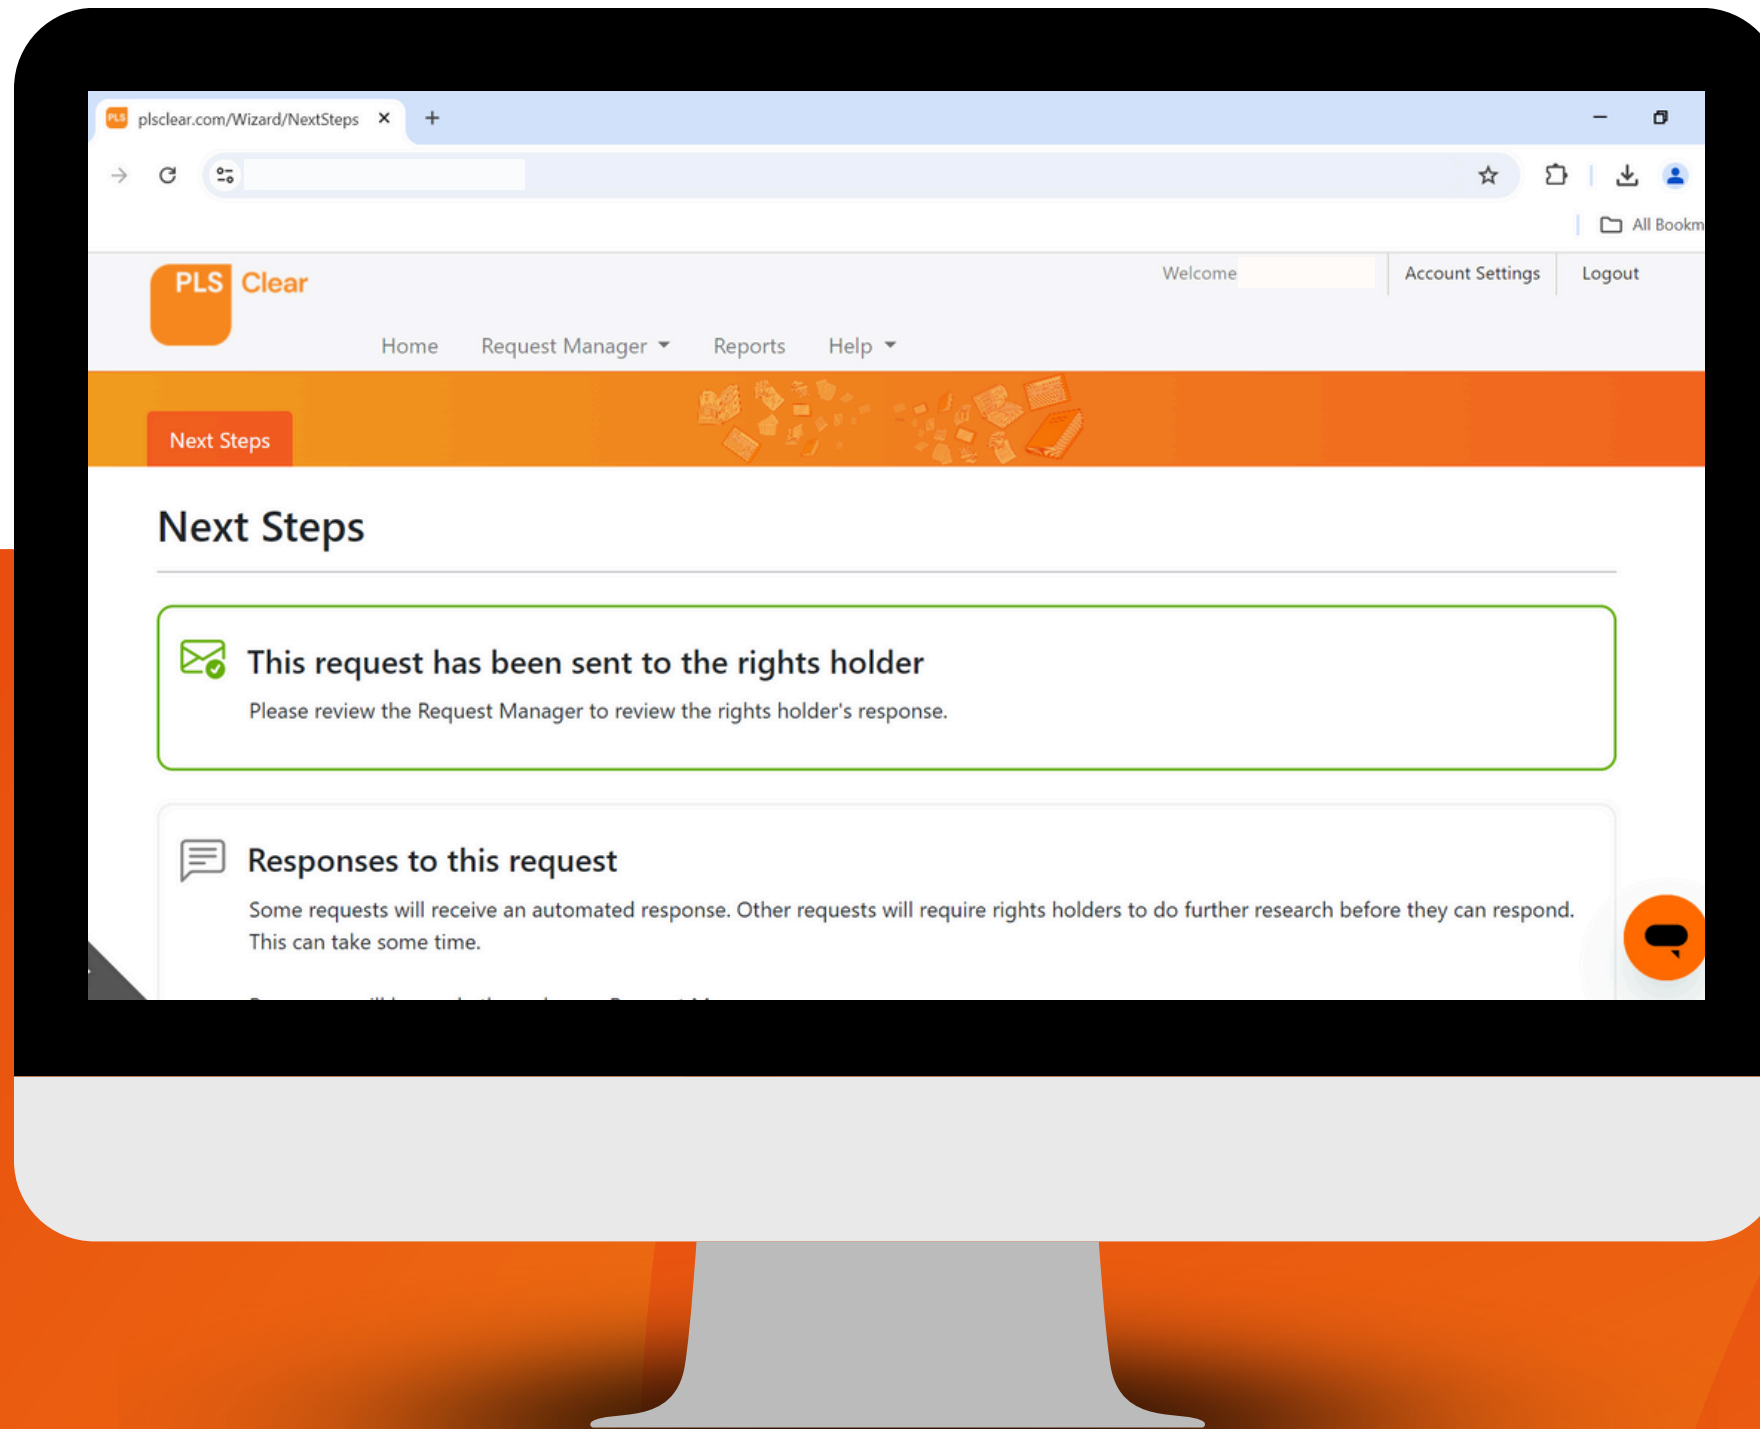 PLS
plsclear.com/Wizard/NextSteps
All Bookm
PLS Clear
Welcome
Account Settings
Logout
Home
Request Manager
Reports
Help
Next Steps
Next Steps
This request has been sent to the rights holder
Please review the Request Manager to review the rights holder's response.
Responses to this request
Some requests will receive an automated response. Other requests will require rights holders to do further research before they can respond.
This can take some time.